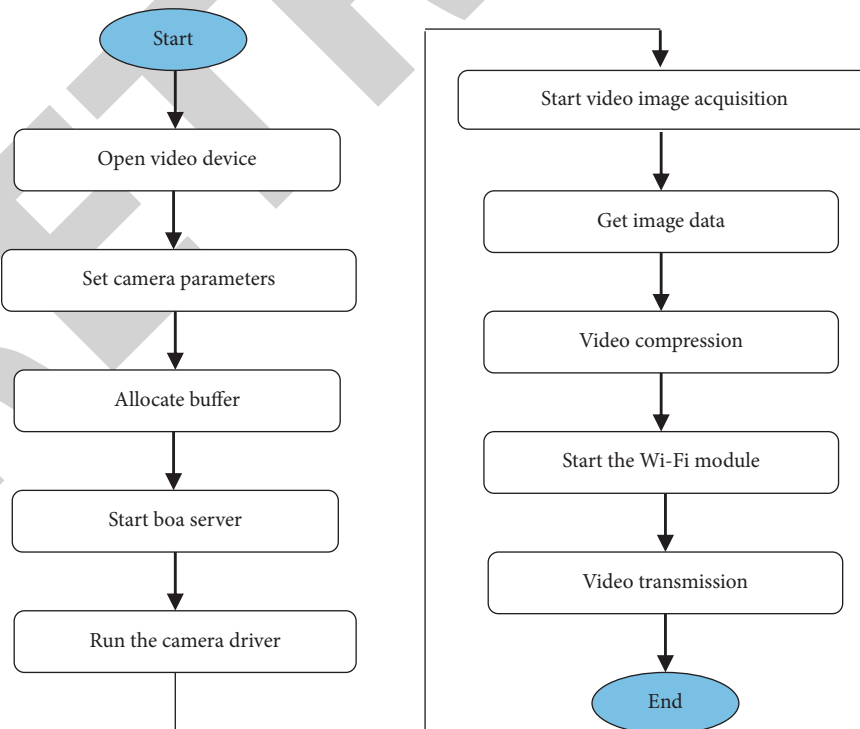 Start
Open video device
Set camera parameters
Allocate buffer
Start boa server
Run the camera driver
Start video image acquisition
Get image data
Video compression
Start the Wi-Fi module
Video transmission
End